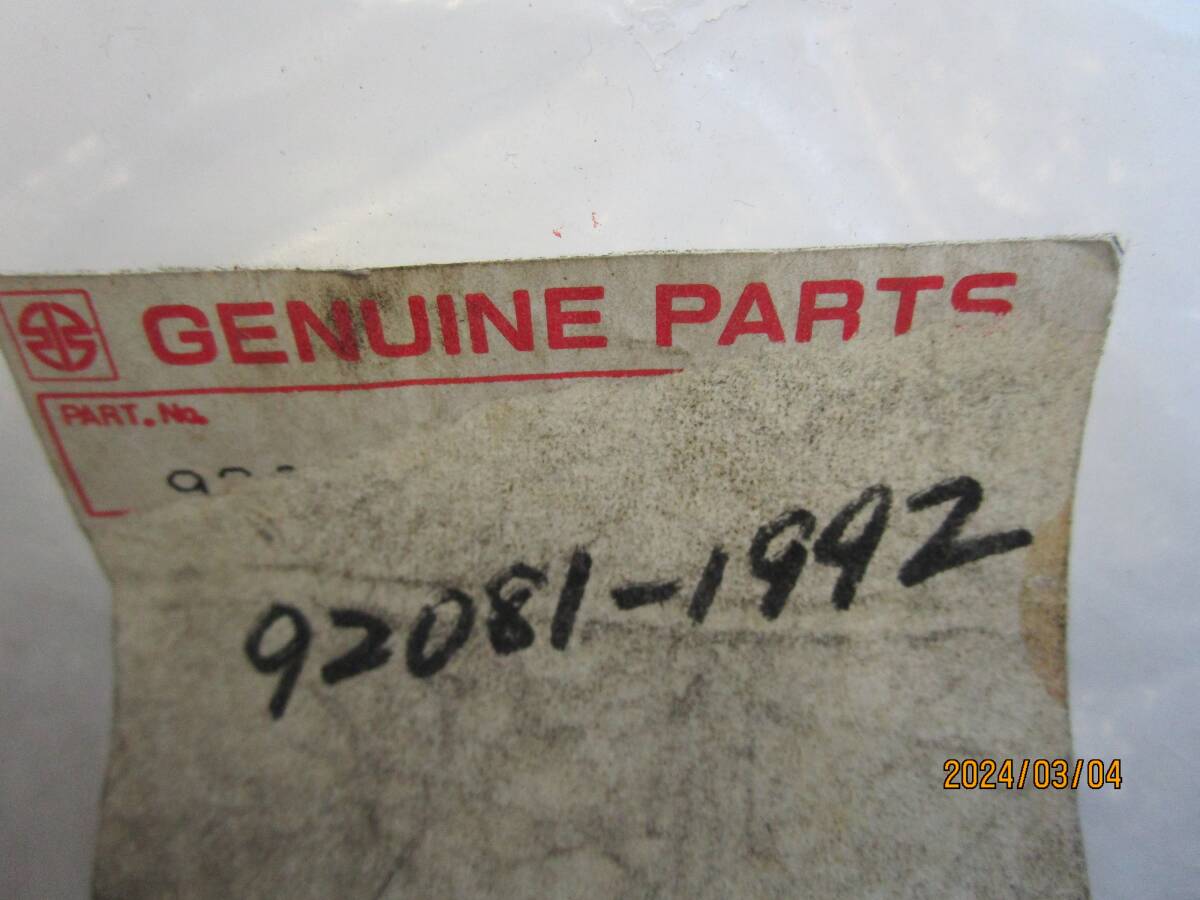 GENUINE PARTS
PART. No.
92081-1992
2024/03/04